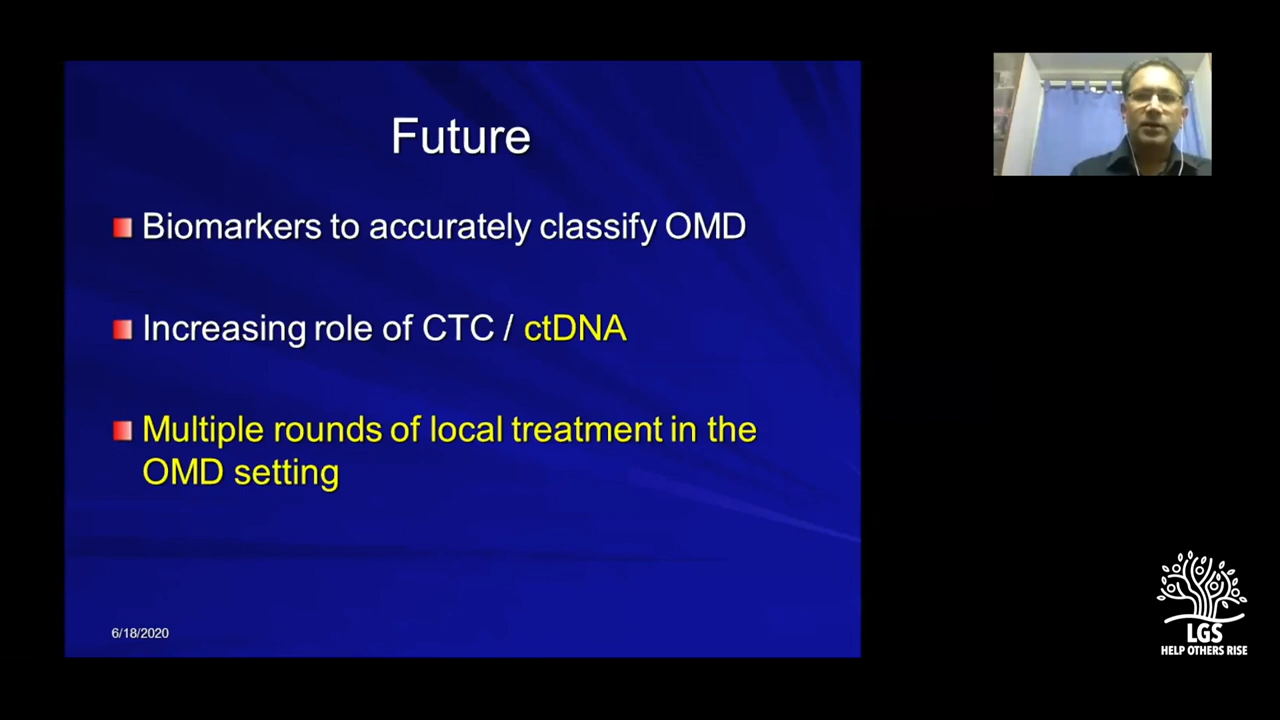 Future
Biomarkers to accurately classify OMD
Increasing role of CTC / ctDNA
Multiple rounds of local treatment in the
OMD setting
6/18/2020
LGS
HELP OTHERS RISE